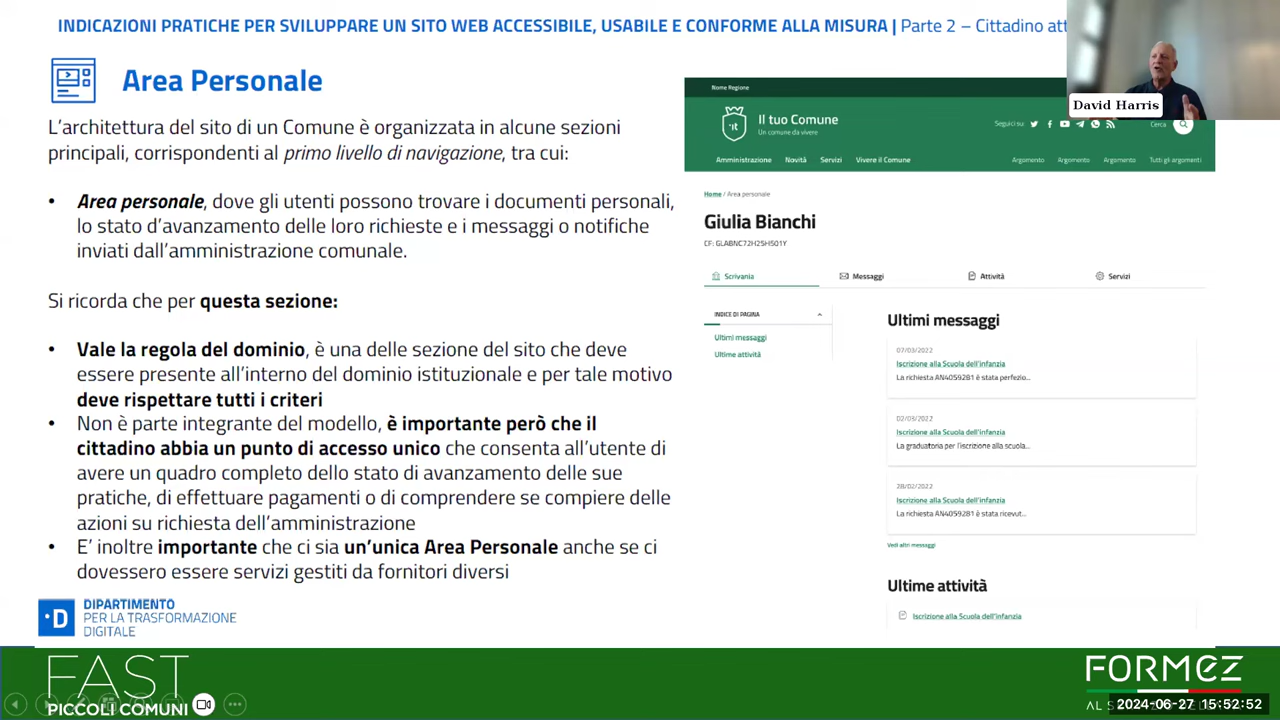 INDICAZIONI PRATICHE PER SVILUPPARE UN SITO WEB ACCESSIBILE, USABILE E CONFORME ALLA MISURA | Parte 2 – Cittadino
David Harris
Area Personale
L'architettura del sito di un Comune è organizzata in alcune sezioni
principali, corrispondenti al primo livello di navigazione, tra cui:
• Area personale, dove gli utenti possono trovare i documenti personali,
lo stato d'avanzamento delle loro richieste e i messaggi o notifiche
inviati dall'amministrazione comunale.
Si ricorda che per questa sezione:
• Vale la regola del dominio, è una delle sezione del sito che deve
essere presente all'interno del dominio istituzionale e per tale motivo
deve rispettare tutti i criteri
• Non è parte integrante del modello, è importante però che il
cittadino abbia un punto di accesso unico che consenta all'utente di
avere un quadro completo dello stato di avanzamento delle sue
pratiche, di effettuare pagamenti o di comprendere se compiere delle
azioni su richiesta dell'amministrazione
• E' inoltre importante che ci sia un'unica Area Personale anche se ci
dovessero essere servizi gestiti da fornitori diversi
Nome Regione
Il tuo Comune
Un comune da vivere
Seguici su
Cerca
Amministrazione Novità Servizi Vivere il Comune
Argomento Argomento Argomento Tutti gli argomenti
Home / Area personale
Giulia Bianchi
CF: GLABNC72H25H501Y
Scrivania Messaggi Attività Servizi
INDICE DI PAGINA
Ultimi messaggi
Ultime attività
Ultimi messaggi
07/03/2022
Iscrizione alla Scuola dell'infanzia
La richiesta AN4059281 è stata perfezio...
02/03/2022
Iscrizione alla Scuola dell'infanzia
La graduatoria per l'iscrizione alla scuola...
28/02/2022
Iscrizione alla Scuola dell'infanzia
La richiesta AN4059281 è stata ricevut...
Vedi altri messaggi
Ultime attività
Iscrizione alla Scuola dell'infanzia
DIPARTIMENTO
PER LA TRASFORMAZIONE
DIGITALE
FAST
PICCOLI COMUNI
FORMEZ
2024-06-27 15:52:52